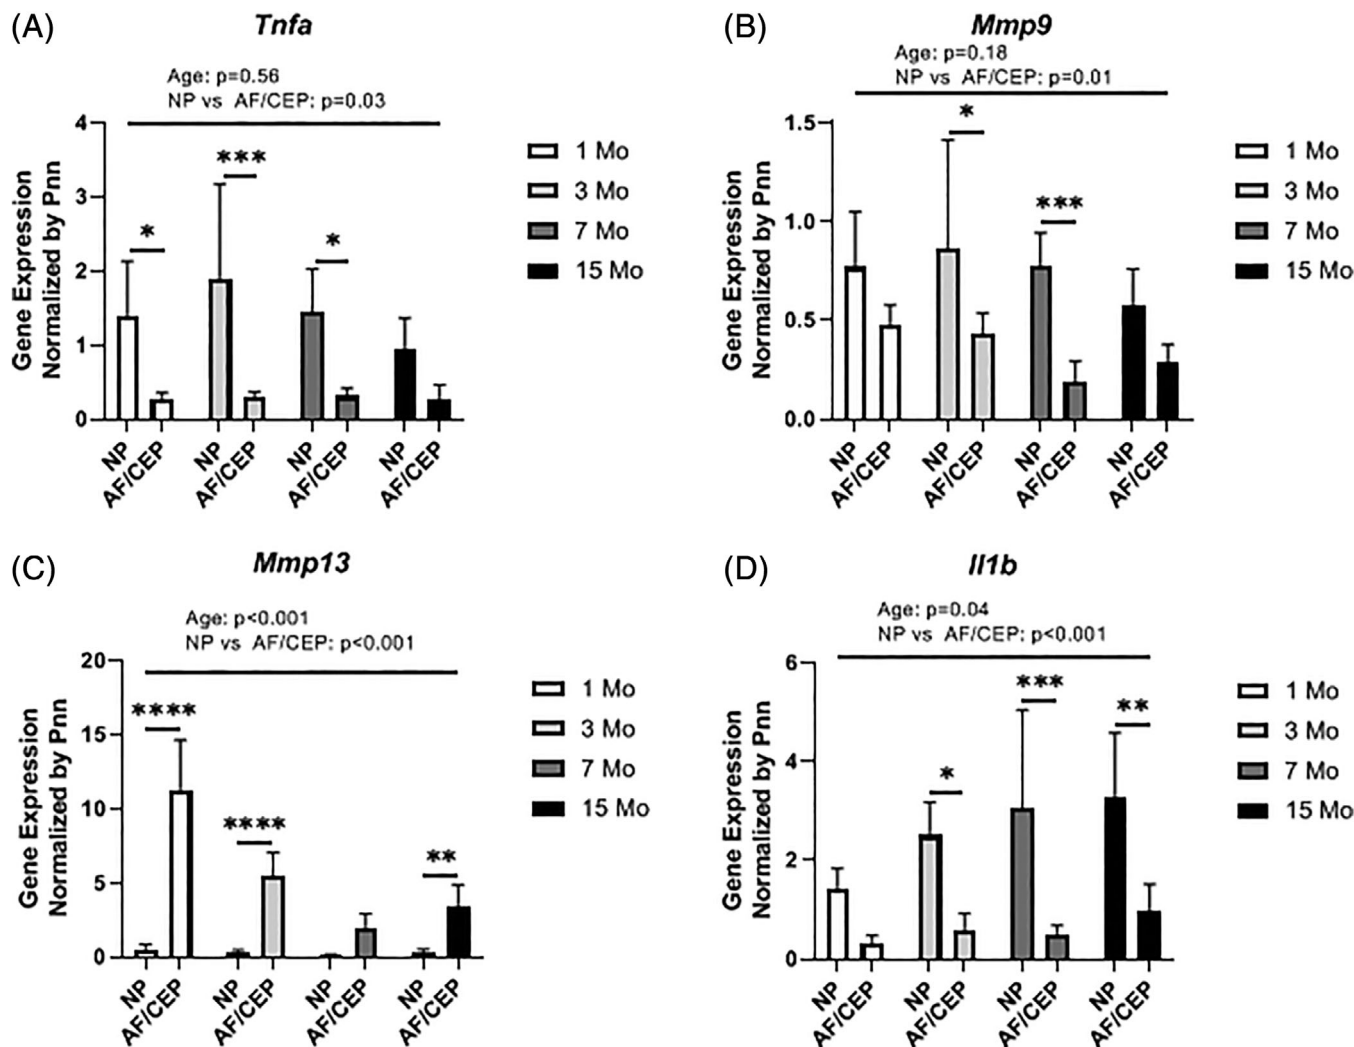 (A)
Tnfa
Age: p=0.56
NP vs AF/CEP: p=0.03
Gene Expression
Normalized by Pnn
4
3
2
1
0
*
***
*
NP
AF/CEP
NP
AF/CEP
NP
AF/CEP
NP
AF/CEP
1 Mo
3 Mo
7 Mo
15 Mo
(B)
Mmp9
Age: p=0.18
NP vs AF/CEP: p=0.01
Gene Expression
Normalized by Pnn
1.5
1.0
0.5
0.0
*
***
NP
AF/CEP
NP
AF/CEP
NP
AF/CEP
NP
AF/CEP
1 Mo
3 Mo
7 Mo
15 Mo
(C)
Mmp13
Age: p<0.001
NP vs AF/CEP: p<0.001
Gene Expression
Normalized by Pnn
20
15
10
5
0
****
****
**
NP
AF/CEP
NP
AF/CEP
NP
AF/CEP
NP
AF/CEP
1 Mo
3 Mo
7 Mo
15 Mo
(D)
Il1b
Age: p=0.04
NP vs AF/CEP: p<0.001
Gene Expression
Normalized by Pnn
6
4
2
0
*
***
**
NP
AF/CEP
NP
AF/CEP
NP
AF/CEP
NP
AF/CEP
1 Mo
3 Mo
7 Mo
15 Mo